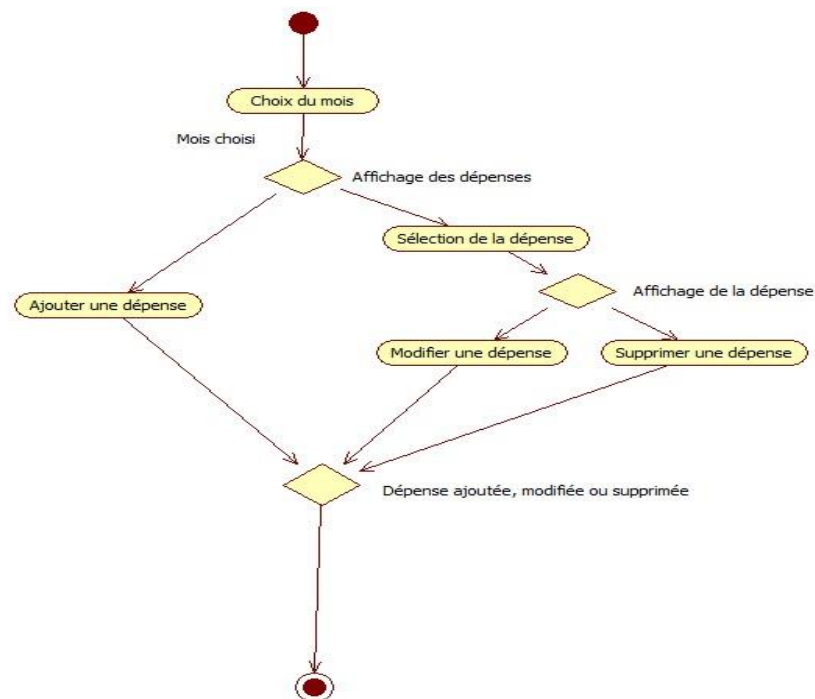 Choix du mois
Mois choisi
Affichage des dépenses
Sélection de la dépense
Ajouter une dépense
Affichage de la dépense
Modifier une dépense
Supprimer une dépense
Dépense ajoutée, modifiée ou supprimée